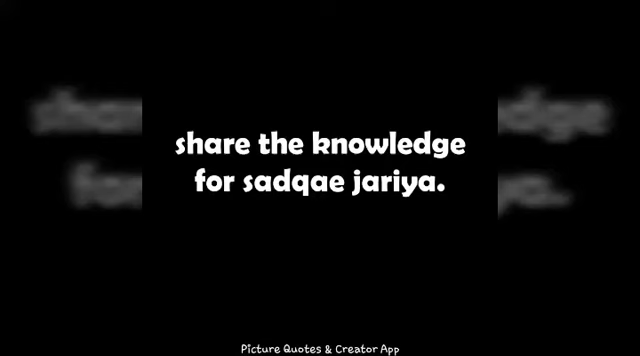 share the knowledge
for sadqae jariya.
Picture Quotes & Creator App